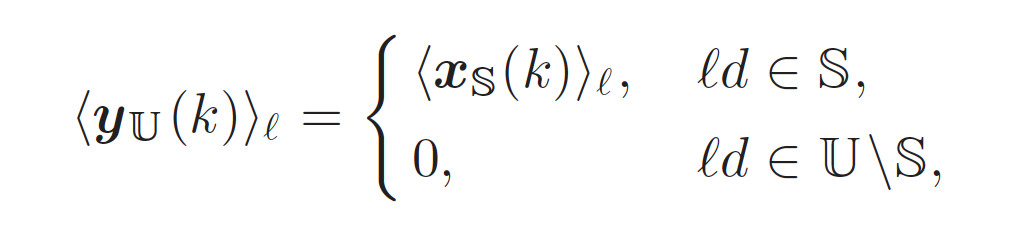 ⟨𝒚_𝕌(k)⟩_ℓ = { ⟨𝒙_𝕊(k)⟩_ℓ, ℓd ∈ 𝕊,
0, ℓd ∈ 𝕌\𝕊,